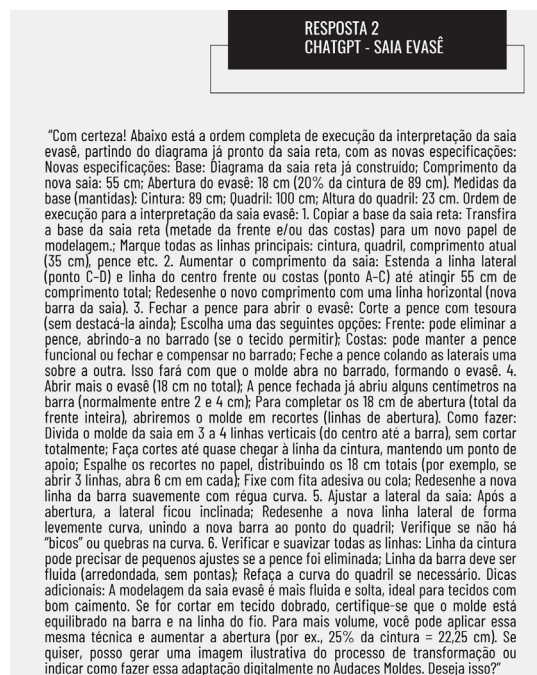 RESPOSTA 2
CHATGPT - SAIA EVASÊ
“Com certeza! Abaixo está a ordem completa de execução da interpretação da saia
evasê, partindo do diagrama já pronto da saia reta, com as novas especificações:
Novas especificações: Base: Diagrama da saia reta já construído; Comprimento da
nova saia: 55 cm; Abertura do evasê: 18 cm (20% da cintura de 89 cm). Medidas da
base (mantidas): Cintura: 89 cm; Quadril: 100 cm; Altura do quadril: 23 cm. Ordem de
execução para a interpretação da saia evasê: 1. Copiar a base da saia reta: Transfira
a base da saia reta (metade da frente e/ou das costas) para um novo papel de
modelagem.; Marque todas as linhas principais: cintura, quadril, comprimento atual
(35 cm), pence etc. 2. Aumentar o comprimento da saia: Estenda a linha lateral
(ponto C–D) e linha do centro frente ou costas (ponto A–C) até atingir 55 cm de
comprimento total; Redesenhe o novo comprimento com uma linha horizontal (nova
barra da saia). 3. Fechar a pence para abrir o evasê: Corte a pence com tesoura
(sem destacá-la ainda); Escolha uma das seguintes opções: Frente: pode eliminar a
pence, abrindo-a no barrado (se o tecido permitir); Costas: pode manter a pence
funcional ou fechar e compensar no barrado; Feche a pence colando as laterais uma
sobre a outra. Isso fará com que o molde abra no barrado, formando o evasê. 4.
Abrir mais o evasê (18 cm no total); A pence fechada já abriu alguns centímetros na
barra (normalmente entre 2 e 4 cm); Para completar os 18 cm de abertura (total da
frente inteira), abriremos o molde em recortes (linhas de abertura). Como fazer:
Divida o molde da saia em 3 a 4 linhas verticais (do centro até a barra), sem cortar
totalmente; Faça cortes até quase chegar à linha da cintura, mantendo um ponto de
apoio; Espalhe os recortes no papel, distribuindo os 18 cm totais (por exemplo, se
abrir 3 linhas, abra 6 cm em cada); Fixe com fita adesiva ou cola; Redesenhe a nova
linha da barra suavemente com régua curva. 5. Ajustar a lateral da saia: Após a
abertura, a lateral ficou inclinada; Redesenhe a nova linha lateral de forma
levemente curva, unindo a nova barra ao ponto do quadril; Verifique se não há
“bicos” ou quebras na curva. 6. Verificar e suavizar todas as linhas: Linha da cintura
pode precisar de pequenos ajustes se a pence foi eliminada; Linha da barra deve ser
fluida (arredondada, sem pontas); Refaça a curva do quadril se necessário. Dicas
adicionais: A modelagem da saia evasê é mais fluida e solta, ideal para tecidos com
bom caimento. Se for cortar em tecido dobrado, certifique-se que o molde está
equilibrado na barra e na linha do fio. Para mais volume, você pode aplicar essa
mesma técnica e aumentar a abertura (por ex., 25% da cintura = 22,25 cm). Se
quiser, posso gerar uma imagem ilustrativa do processo de transformação ou
indicar como fazer essa adaptação digitalmente no Audaces Moldes. Deseja isso?”